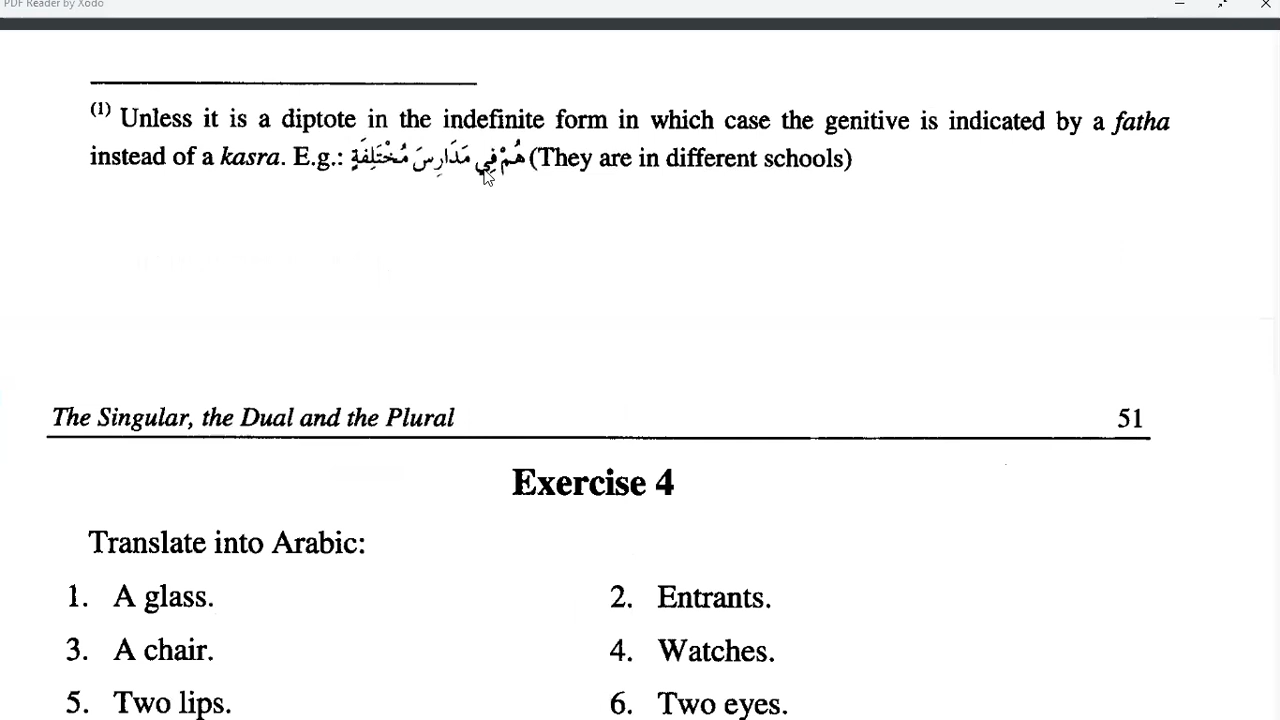 PDF Reader by Xodo
(1) Unless it is a diptote in the indefinite form in which case the genitive is indicated by a fatha
instead of a kasra. E.g.: هُمْ فِي مَدَارِسَ مُخْتَلِفَةٍ (They are in different schools)
The Singular, the Dual and the Plural 51
Exercise 4
Translate into Arabic:
1. A glass. 2. Entrants.
3. A chair. 4. Watches.
5. Two lips. 6. Two eyes.